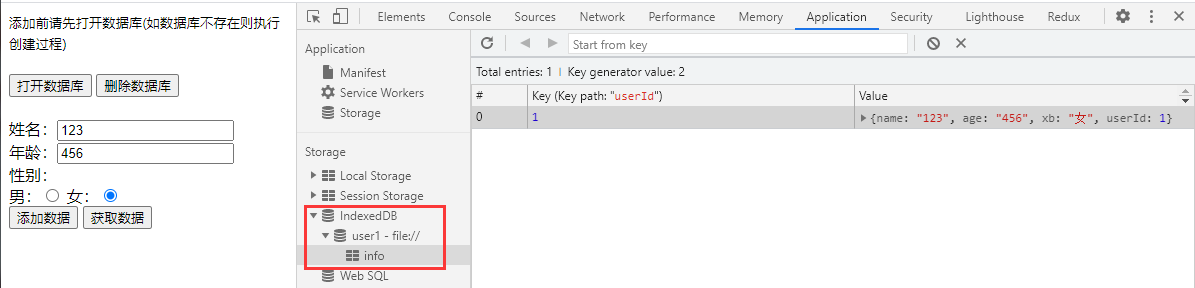 添加前请先打开数据库(如数据库不存在则执行
创建过程)
打开数据库 删除数据库
姓名： 123
年龄： 456
性别：
男： 女：
添加数据 获取数据
Elements Console Sources Network Performance Memory Application Security Lighthouse Redux
Application
Manifest
Service Workers
Storage
Storage
Local Storage
Session Storage
IndexedDB
user1 - file://
info
Web SQL
Start from key
Total entries: 1 Key generator value: 2
# Key (Key path: "userId") Value
0 1 {name: "123", age: "456", xb: "女", userId: 1}